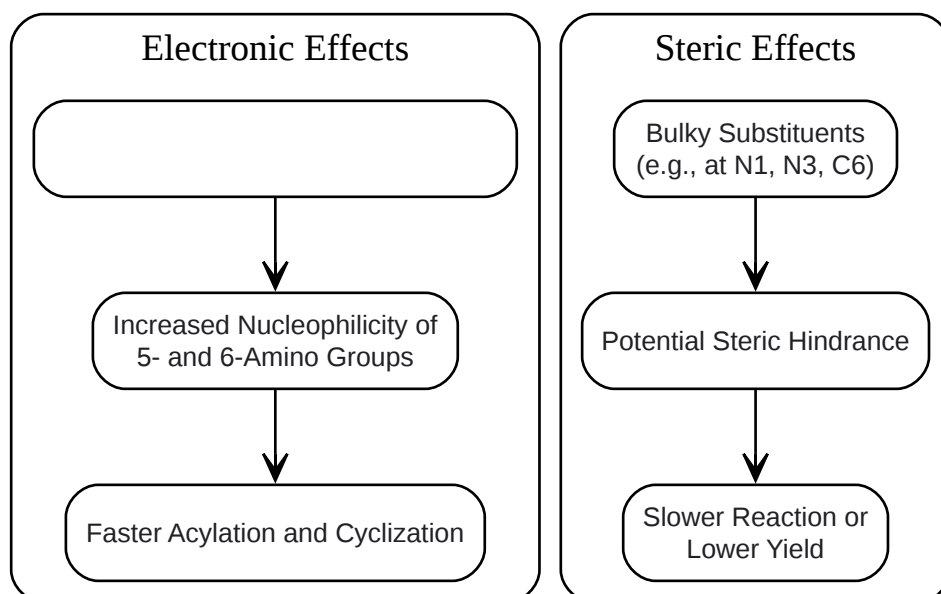 Electronic Effects
Increased Nucleophilicity of
5- and 6-Amino Groups
Faster Acylation and Cyclization
Steric Effects
Bulky Substituents
(e.g., at N1, N3, C6)
Potential Steric Hindrance
Slower Reaction or
Lower Yield